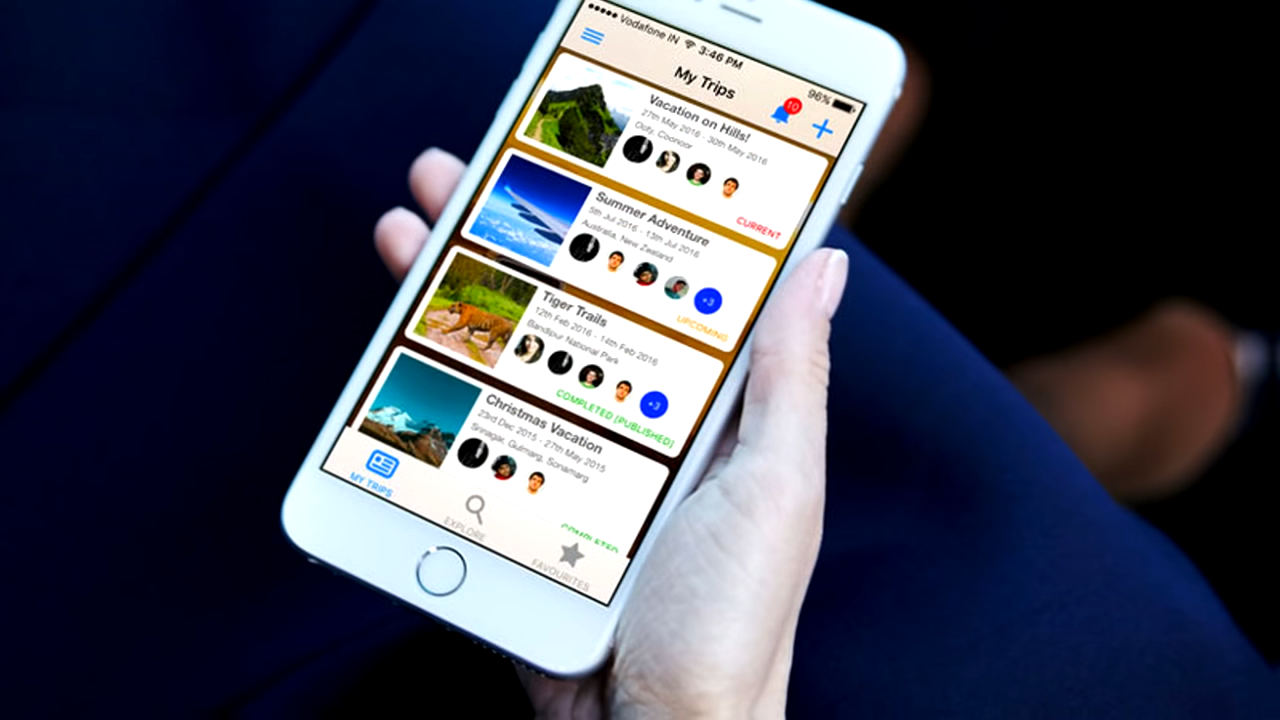 Vodafone IN 3:46 PM 96%
My Trips
10
Vacation on Hills!
27th May 2016 - 30th May 2016
Ooty, Coonoor
CURRENT
Summer Adventure
5th Jul 2016 - 13th Jul 2016
Australia, New Zealand
+3
UPCOMING
Tiger Trails
12th Feb 2016 - 14th Feb 2016
Bandipur National Park
+3
COMPLETED [PUBLISHED]
Christmas Vacation
23rd Dec 2015 - 27th May 2015
Srinagar, Gulmarg, Sonamarg
COMPLETED
MY TRIPS
EXPLORE
FAVOURITES